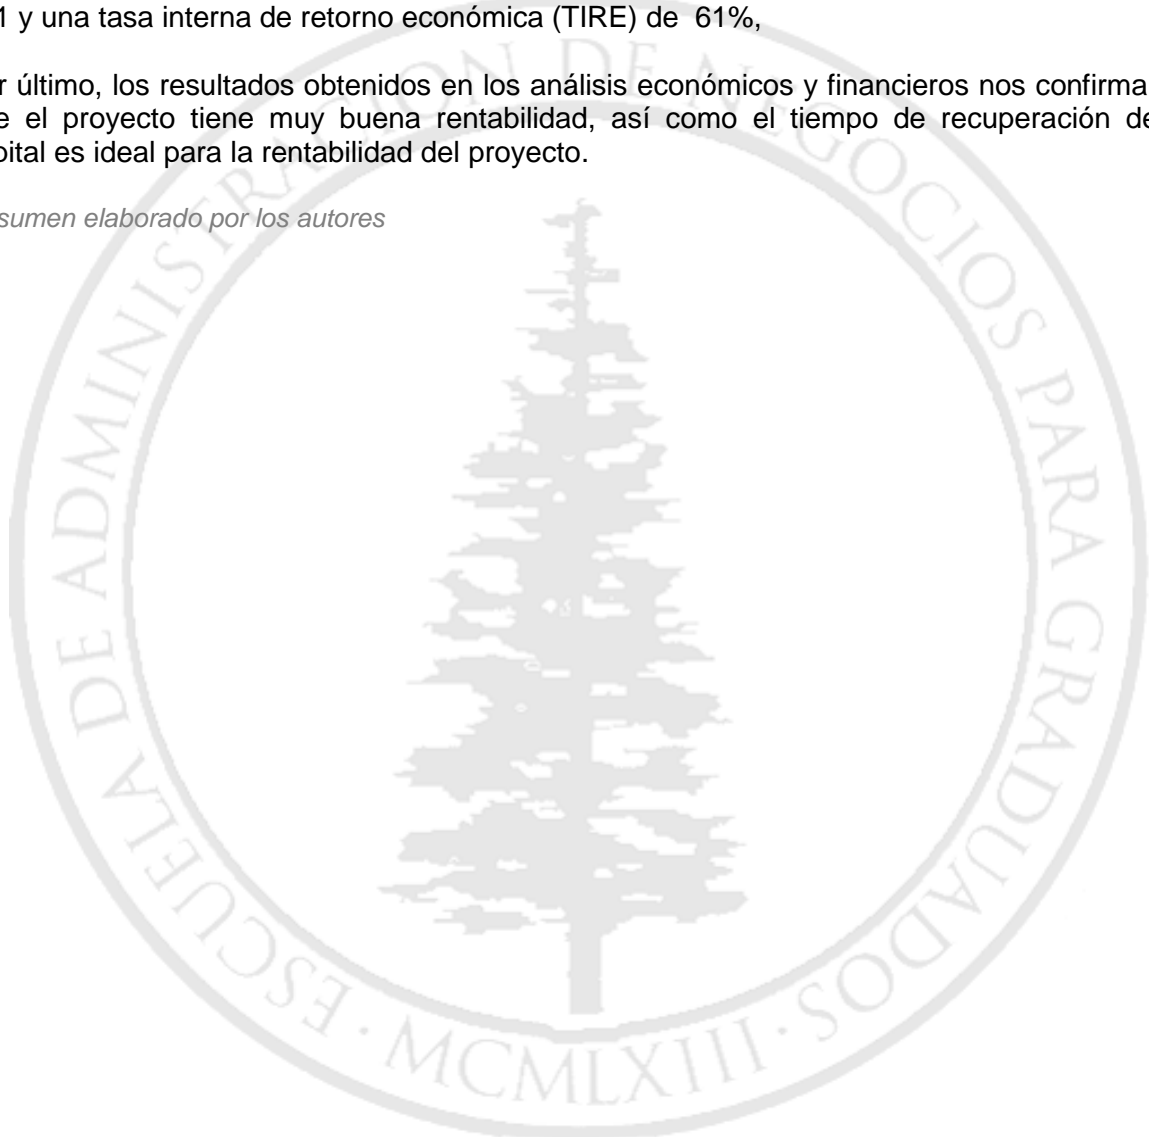 1 y una tasa interna de retorno económica (TIRE) de 61%,
r último, los resultados obtenidos en los análisis económicos y financieros nos confirma
e el proyecto tiene muy buena rentabilidad, así como el tiempo de recuperación de
pital es ideal para la rentabilidad del proyecto.
sumen elaborado por los autores
ESCUELA DE ADMINISTRACION DE NEGOCIOS PARA GRADUADOS · MCMLXIII ·